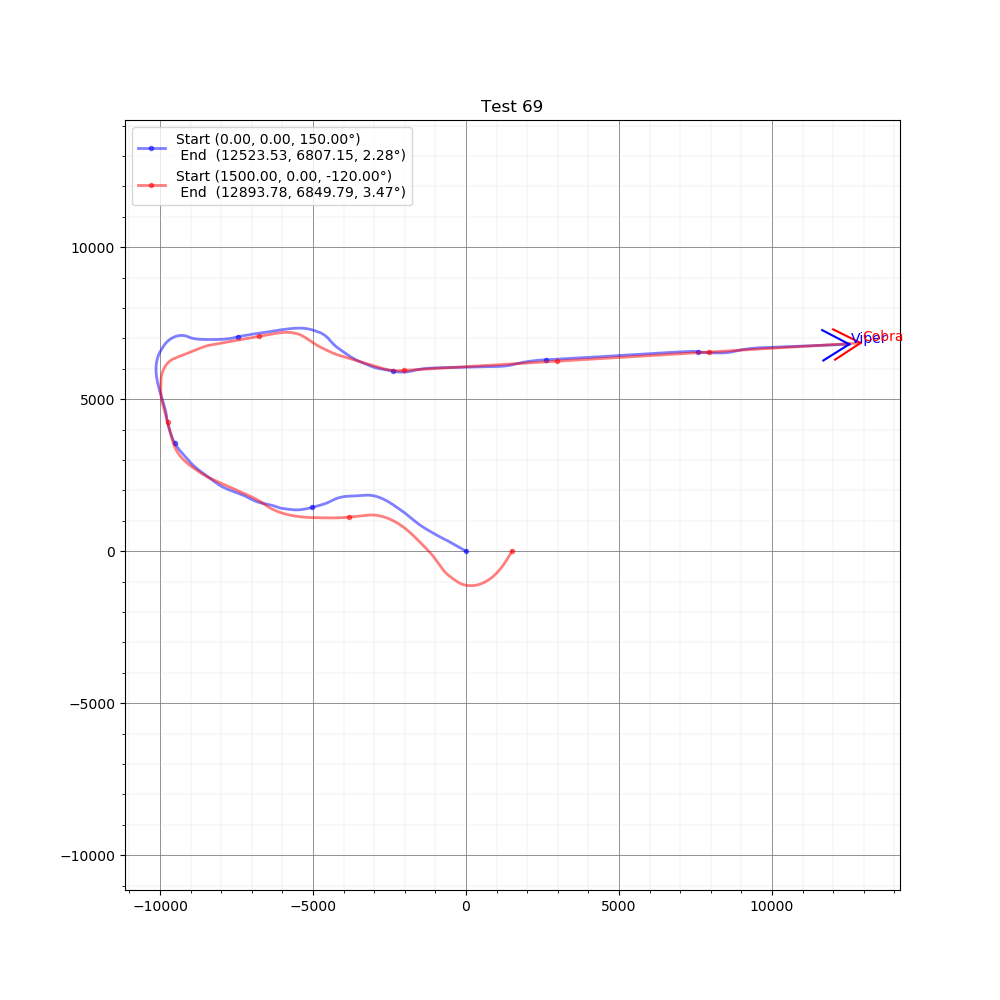 Test 69
Start (0.00, 0.00, 150.00°)
End  (12523.53, 6807.15, 2.28°)
Start (1500.00, 0.00, -120.00°)
End  (12893.78, 6849.79, 3.47°)
10000
5000
0
−5000
−10000
Viper
Cobra
−10000
−5000
0
5000
10000